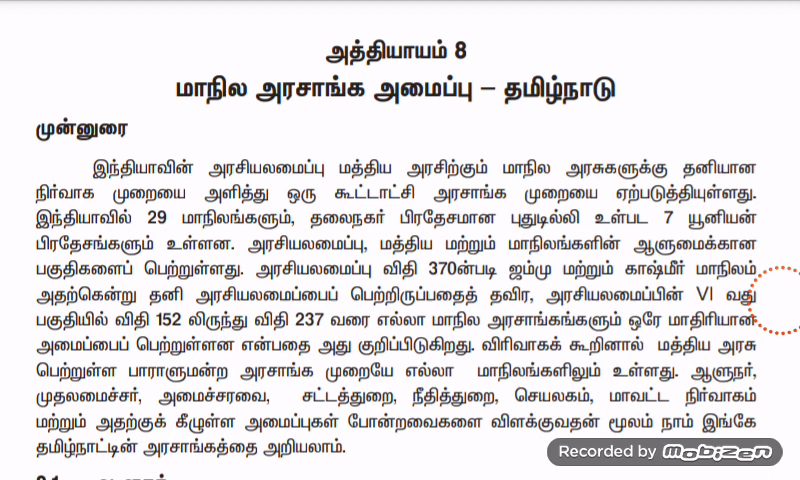 அத்தியாயம் 8
மாநில அரசாங்க அமைப்பு – தமிழ்நாடு
முன்னுரை
இந்தியாவின் அரசியலமைப்பு மத்திய அரசிற்கும் மாநில அரசுகளுக்கு தனியான
நிர்வாக முறையை அளித்து ஒரு கூட்டாட்சி அரசாங்க முறையை ஏற்படுத்தியுள்ளது.
இந்தியாவில் 29 மாநிலங்களும், தலைநகர் பிரதேசமான புதுடில்லி உள்பட 7 யூனியன்
பிரதேசங்களும் உள்ளன. அரசியலமைப்பு, மத்திய மற்றும் மாநிலங்களின் ஆளுமைக்கான
பகுதிகளைப் பெற்றுள்ளது. அரசியலமைப்பு விதி 370ன்படி ஜம்மு மற்றும் காஷ்மீர் மாநிலம்
அதற்கென்று தனி அரசியலமைப்பைப் பெற்றிருப்பதைத் தவிர, அரசியலமைப்பின் VI வது
பகுதியில் விதி 152 லிருந்து விதி 237 வரை எல்லா மாநில அரசாங்கங்களும் ஒரே மாதிரியான
அமைப்பைப் பெற்றுள்ளன என்பதை அது குறிப்பிடுகிறது. விரிவாகக் கூறினால் மத்திய அரசு
பெற்றுள்ள பாராளுமன்ற அரசாங்க முறையே எல்லா மாநிலங்களிலும் உள்ளது. ஆளுநர்,
முதலமைச்சர், அமைச்சரவை, சட்டத்துறை, நீதித்துறை, செயலகம், மாவட்ட நிர்வாகம்
மற்றும் அதற்குக் கீழுள்ள அமைப்புகள் போன்றவைகளை விளக்குவதன் மூலம் நாம் இங்கே
தமிழ்நாட்டின் அரசாங்கத்தை அறியலாம்.
Recorded by mobizen